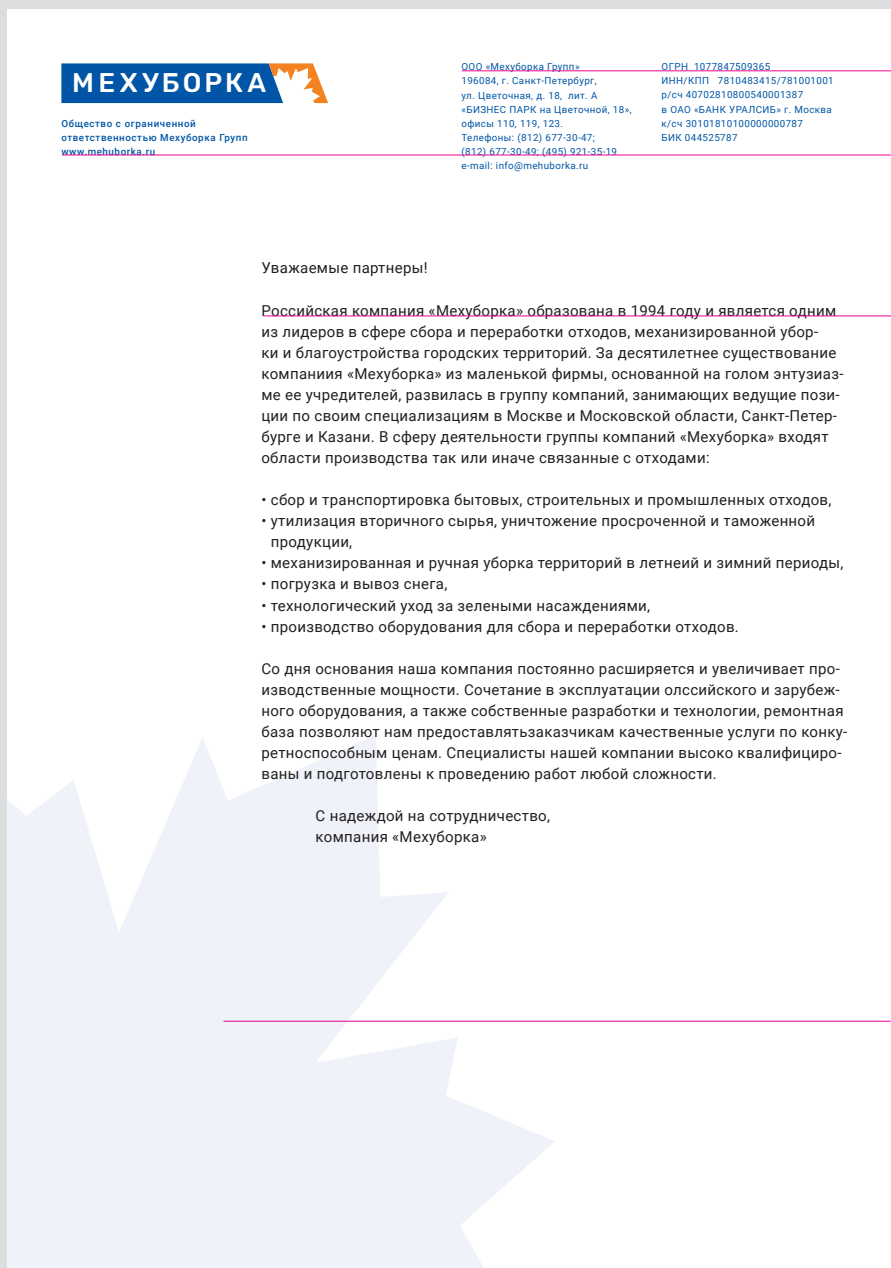 МЕХУБОРКА
Общество с ограниченной
ответственностью Мехуборка Групп
www.mehuborka.ru
ООО «Мехуборка Групп»
196084, г. Санкт-Петербург,
ул. Цветочная, д. 18, лит. А
«БИЗНЕС ПАРК на Цветочной, 18»,
офисы 110, 119, 123.
Телефоны: (812) 677-30-47;
(812) 677-30-49; (495) 921-35-19
e-mail: info@mehuborka.ru
ОГРН 1077847509365
ИНН/КПП 7810483415/781001001
р/сч 40702810800540001387
в ОАО «БАНК УРАЛСИБ» г. Москва
к/сч 30101810100000000787
БИК 044525787
Уважаемые партнеры!
Российская компания «Мехуборка» образована в 1994 году и является одним
из лидеров в сфере сбора и переработки отходов, механизированной убор-
ки и благоустройства городских территорий. За десятилетнее существование
компаниия «Мехуборка» из маленькой фирмы, основанной на голом энтузиаз-
ме ее учредителей, развилась в группу компаний, занимающих ведущие пози-
ции по своим специализациям в Москве и Московской области, Санкт-Петер-
бурге и Казани. В сферу деятельности группы компаний «Мехуборка» входят
области производства так или иначе связанные с отходами:
• сбор и транспортировка бытовых, строительных и промышленных отходов,
• утилизация вторичного сырья, уничтожение просроченной и таможенной
продукции,
• механизированная и ручная уборка территорий в летнеий и зимний периоды,
• погрузка и вывоз снега,
• технологический уход за зелеными насаждениями,
• производство оборудования для сбора и переработки отходов.
Со дня основания наша компания постоянно расширяется и увеличивает про-
изводственные мощности. Сочетание в эксплуатации олссийского и зарубеж-
ного оборудования, а также собственные разработки и технологии, ремонтная
база позволяют нам предоставлятьзаказчикам качественные услуги по конку-
ретноспособным ценам. Специалисты нашей компании высоко квалифициро-
ваны и подготовлены к проведению работ любой сложности.
С надеждой на сотрудничество,
компания «Мехуборка»